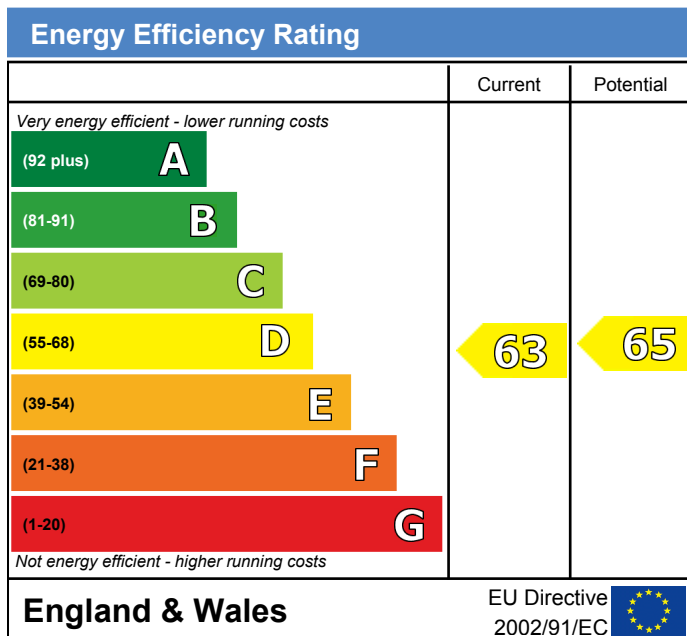 Energy Efficiency Rating
Current Potential
Very energy efficient - lower running costs
(92 plus) A
(81-91) B
(69-80) C
(55-68) D
63 65
(39-54) E
(21-38) F
(1-20) G
Not energy efficient - higher running costs
England & Wales
EU Directive
2002/91/EC